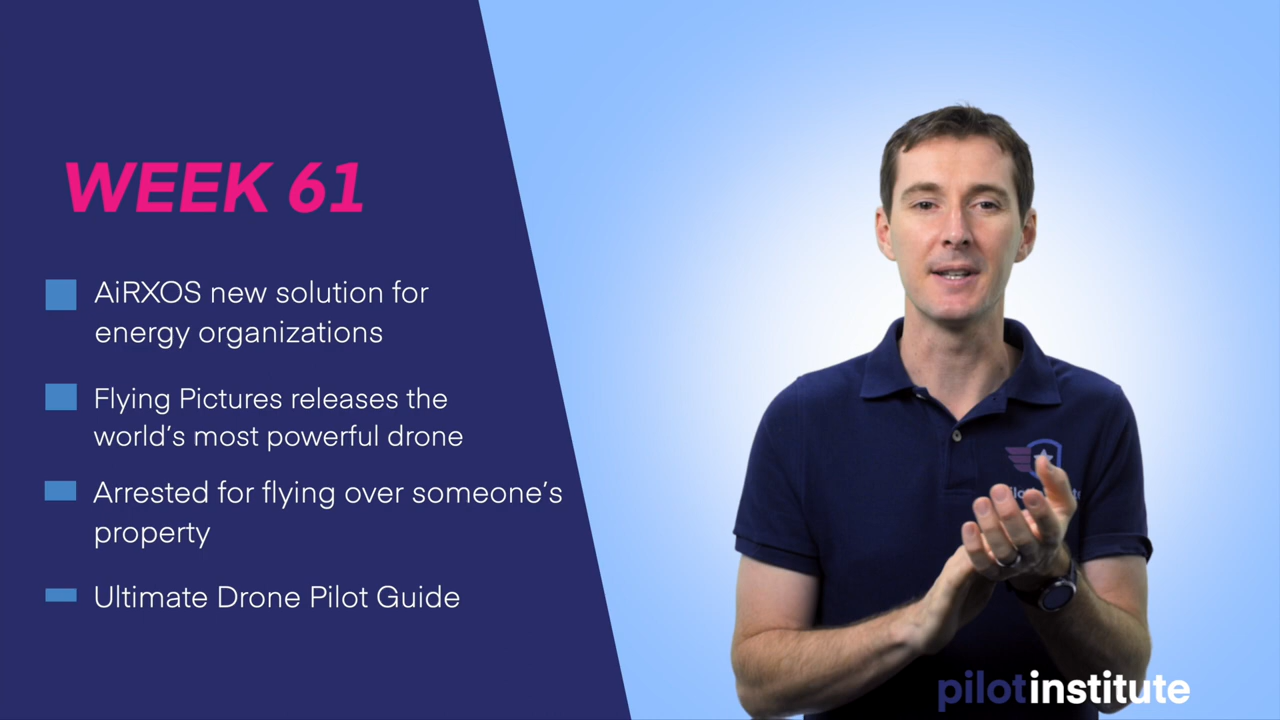 WEEK 61
AiRXOS new solution for
energy organizations
Flying Pictures releases the
world's most powerful drone
Arrested for flying over someone's
property
Ultimate Drone Pilot Guide
pilotinstitute